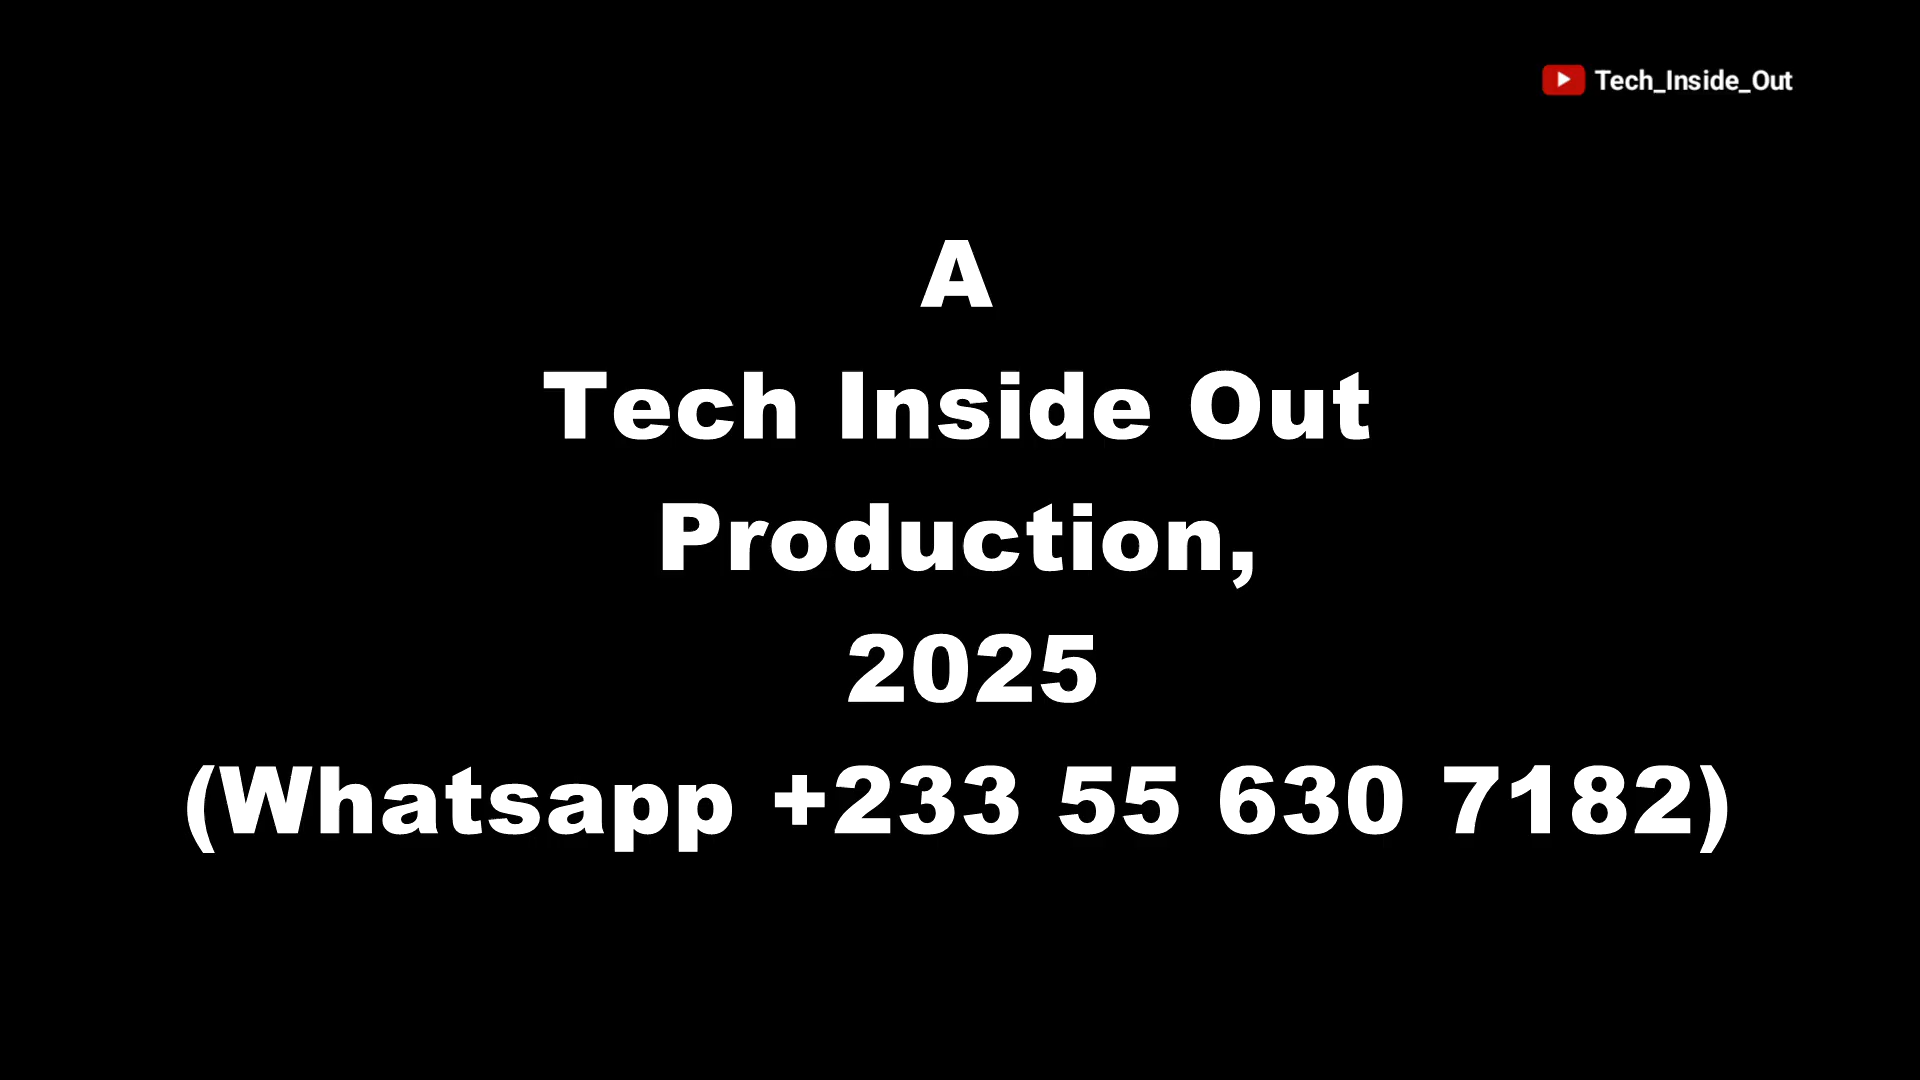 Tech_Inside_Out
A
Tech Inside Out
Production,
2025
(Whatsapp +233 55 630 7182)